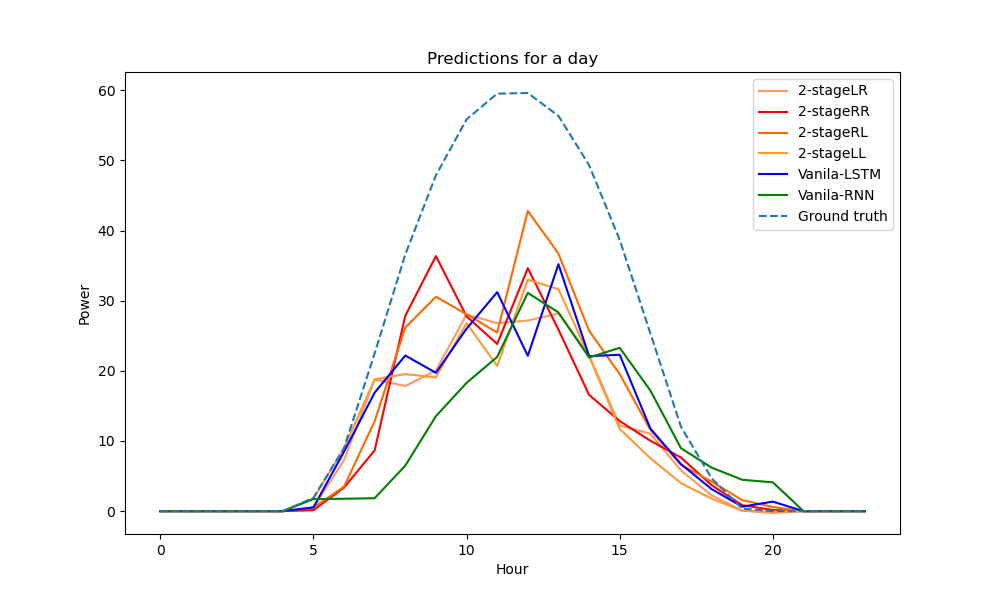 Predictions for a day
60
50
40
30
20
10
0
Power
0 5 10 15 20
Hour
2-stageLR
2-stageRR
2-stageRL
2-stageLL
Vanila-LSTM
Vanila-RNN
Ground truth